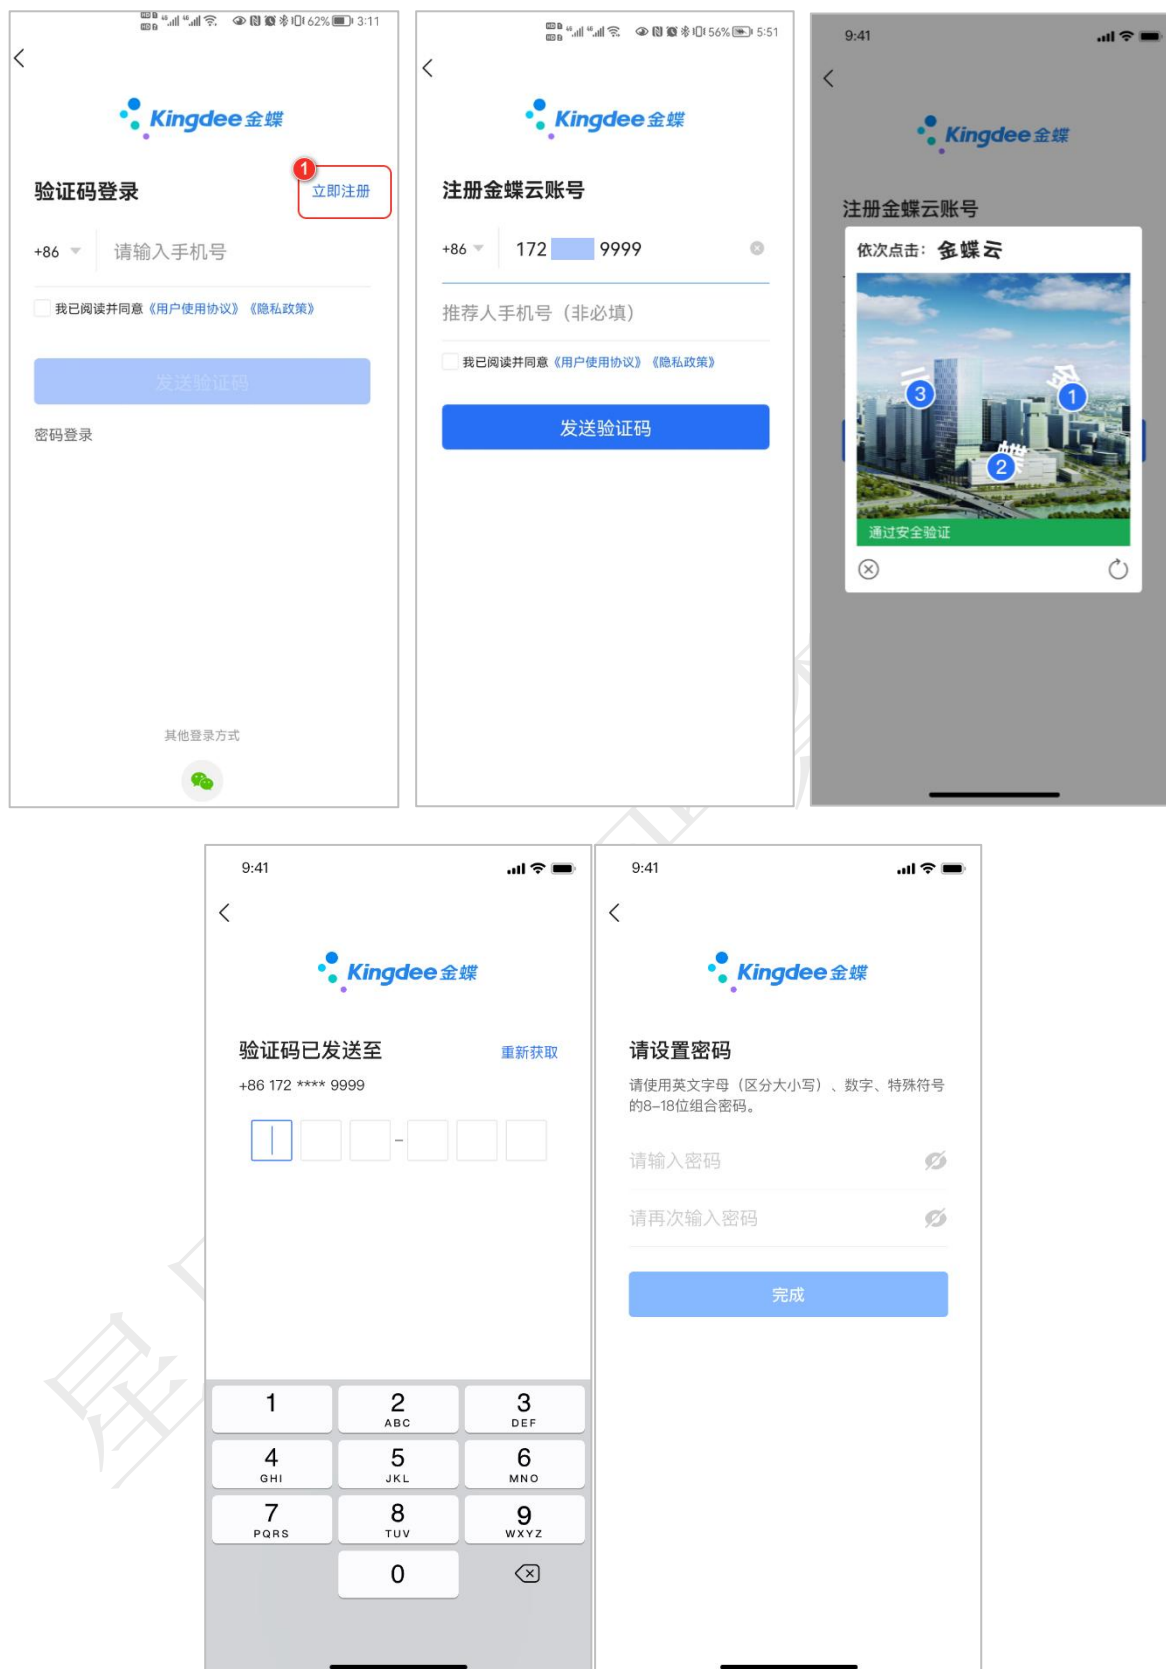 62% 3:11
Kingdee金蝶
1
验证码登录
立即注册
+86 请输入手机号
我已阅读并同意《用户使用协议》《隐私政策》
发送验证码
密码登录
其他登录方式
56% 5:51
Kingdee金蝶
注册金蝶云账号
+86 172 9999
推荐人手机号（非必填）
我已阅读并同意《用户使用协议》《隐私政策》
发送验证码
9:41
Kingdee金蝶
注册金蝶云账号
依次点击：金蝶云
云
3
金
1
蝶
2
通过安全验证
9:41
Kingdee金蝶
验证码已发送至
重新获取
+86 172 **** 9999
–
1 2 3
ABC DEF
4 5 6
GHI JKL MNO
7 8 9
PQRS TUV WXYZ
0
9:41
Kingdee金蝶
请设置密码
请使用英文字母（区分大小写）、数字、特殊符号
的8–18位组合密码。
请输入密码
请再次输入密码
完成
星